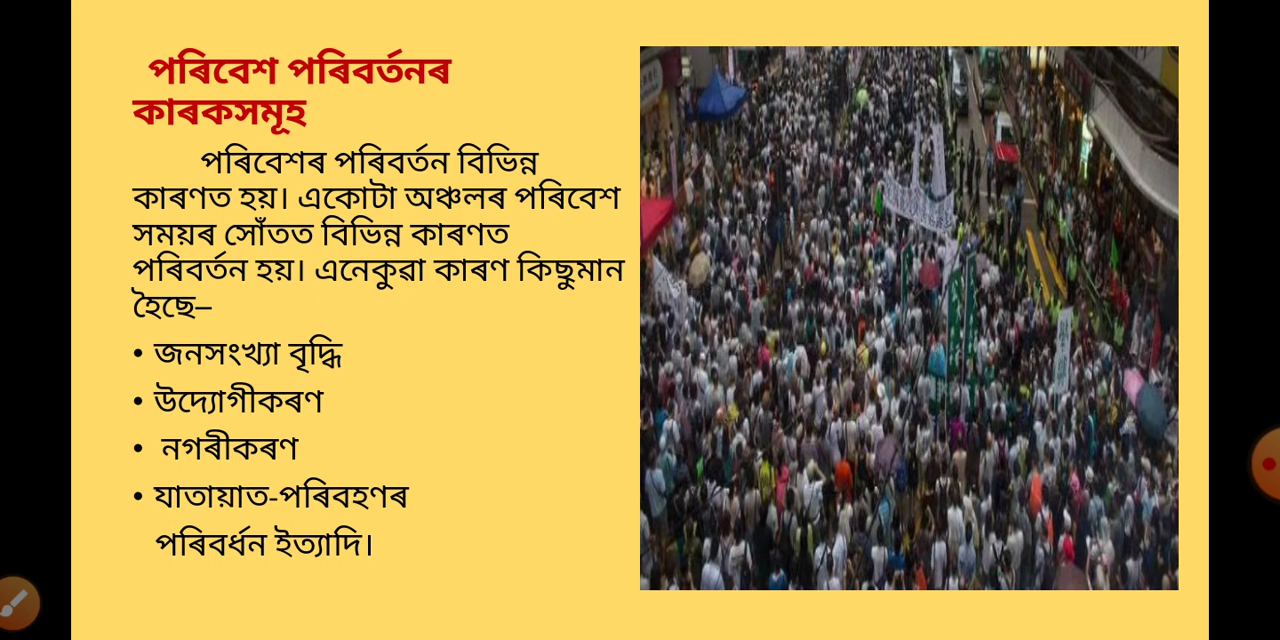 পৰিবেশ পৰিবৰ্তনৰ
কাৰকসমূহ
পৰিবেশৰ পৰিবৰ্তন বিভিন্ন
কাৰণত হয়। একোটা অঞ্চলৰ পৰিবেশ
সময়ৰ সোঁতত বিভিন্ন কাৰণত
পৰিবৰ্তন হয়। এনেকুৱা কাৰণ কিছুমান
হৈছে–
• জনসংখ্যা বৃদ্ধি
• উদ্যোগীকৰণ
• নগৰীকৰণ
• যাতায়াত-পৰিবহণৰ
পৰিবৰ্ধন ইত্যাদি।